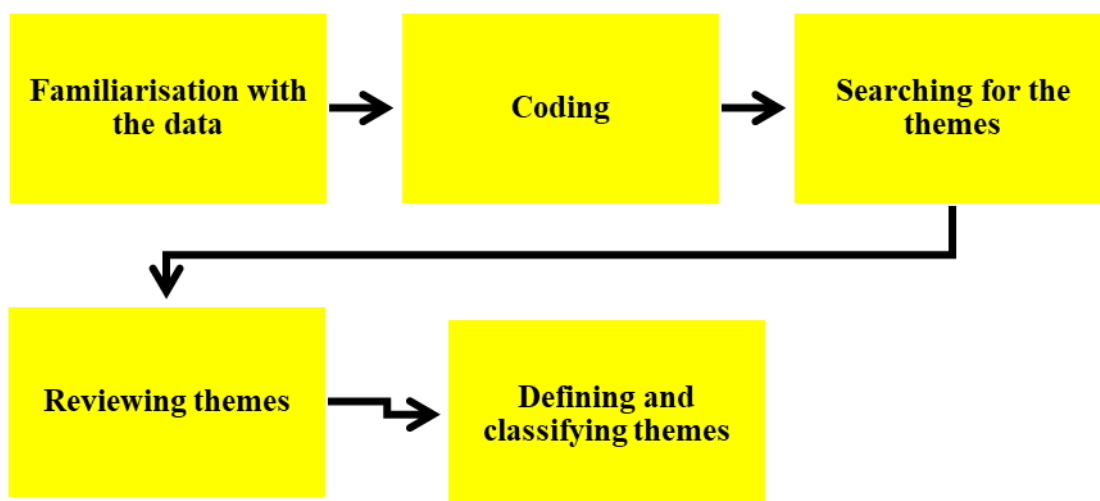 Familiarisation with
the data
Coding
Searching for the
themes
Reviewing themes
Defining and
classifying themes